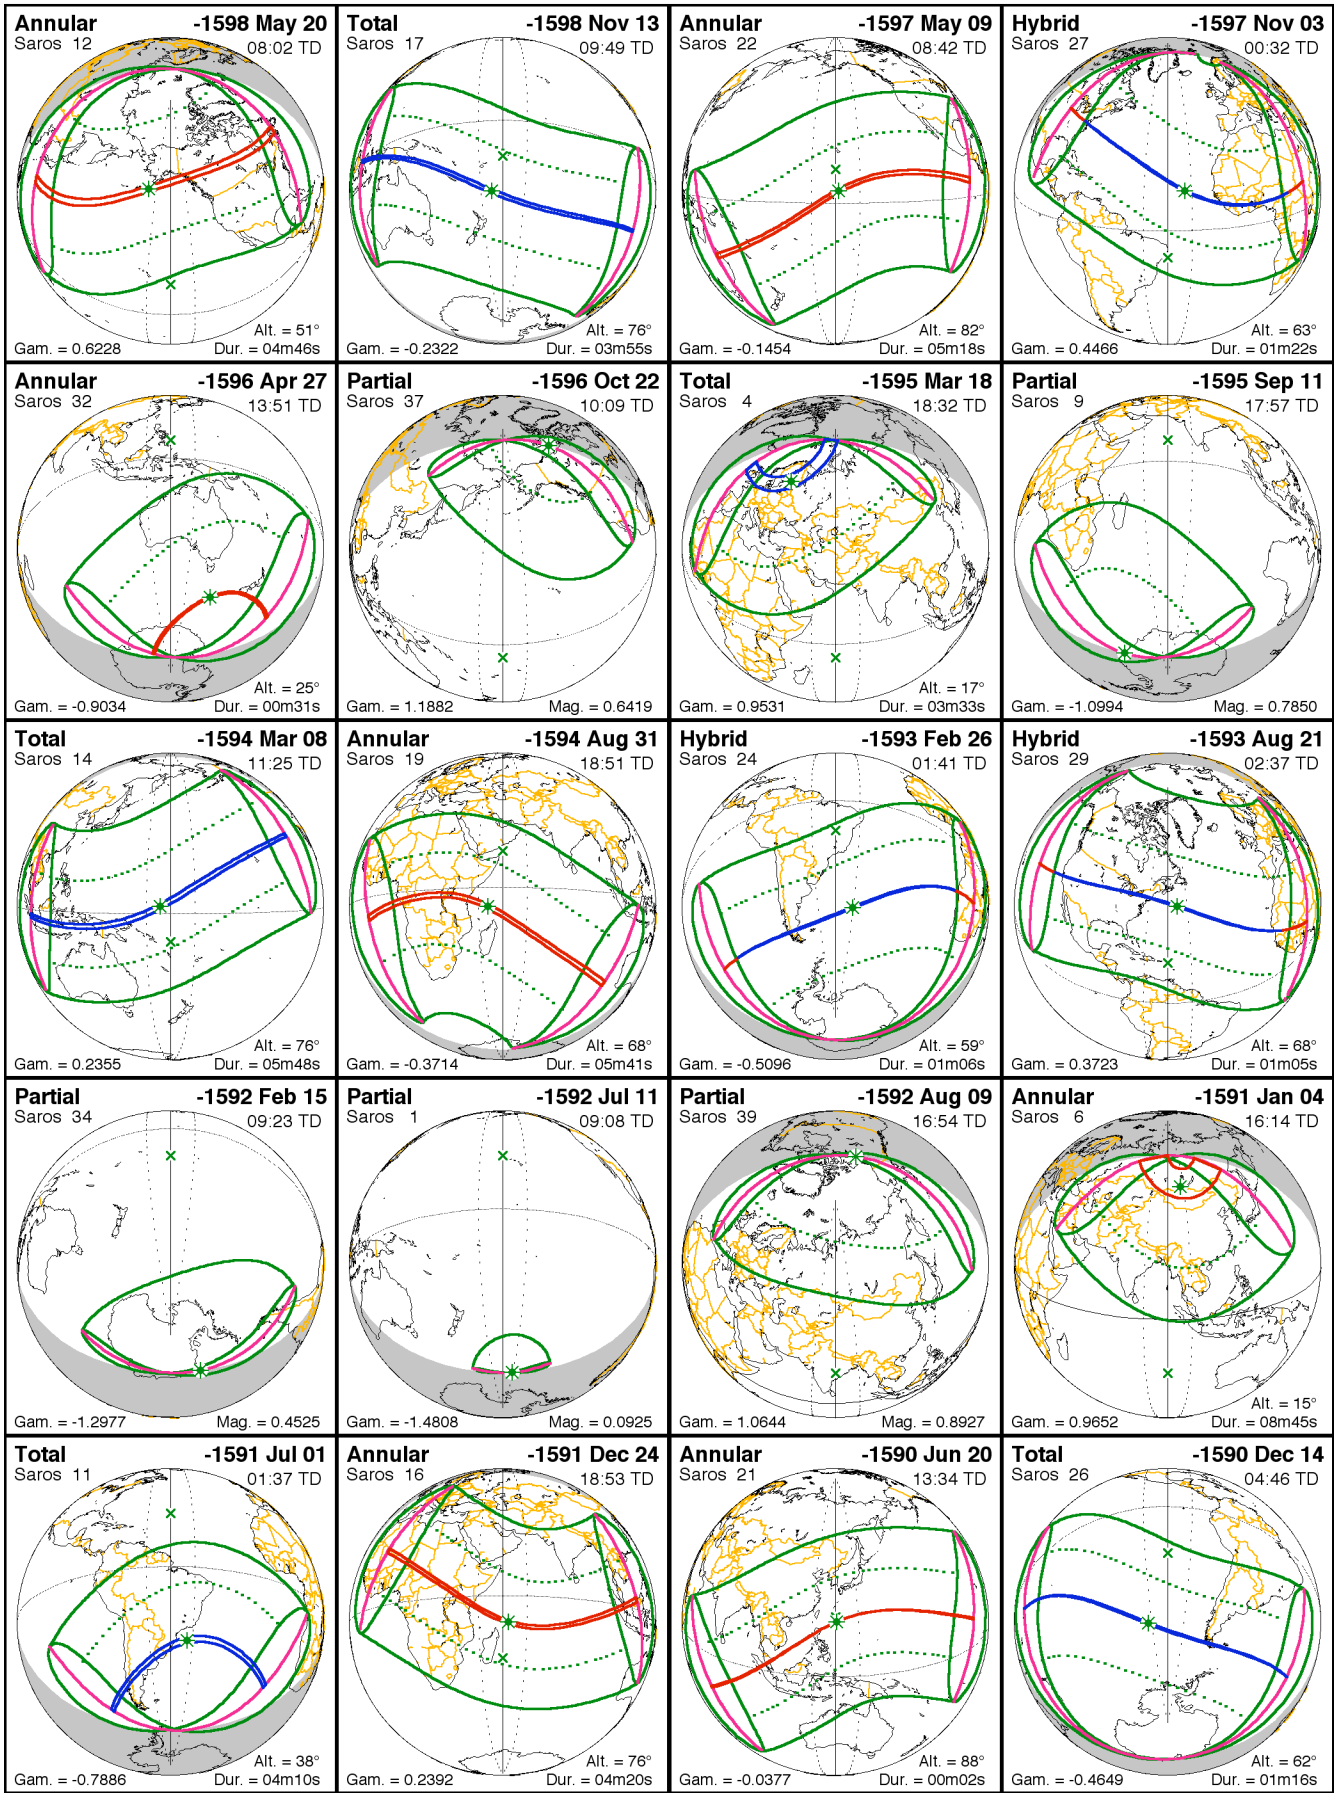 Annular -1598 May 20
Saros 12 08:02 TD
Alt. = 51°
Gam. = 0.6228 Dur. = 04m46s
Total -1598 Nov 13
Saros 17 09:49 TD
Alt. = 76°
Gam. = -0.2322 Dur. = 03m55s
Annular -1597 May 09
Saros 22 08:42 TD
Alt. = 82°
Gam. = -0.1454 Dur. = 05m18s
Hybrid -1597 Nov 03
Saros 27 00:32 TD
Alt. = 63°
Gam. = 0.4466 Dur. = 01m22s
Annular -1596 Apr 27
Saros 32 13:51 TD
Alt. = 25°
Gam. = -0.9034 Dur. = 00m31s
Partial -1596 Oct 22
Saros 37 10:09 TD
Gam. = 1.1882 Mag. = 0.6419
Total -1595 Mar 18
Saros 4 18:32 TD
Alt. = 17°
Gam. = 0.9531 Dur. = 03m33s
Partial -1595 Sep 11
Saros 9 17:57 TD
Gam. = -1.0994 Mag. = 0.7850
Total -1594 Mar 08
Saros 14 11:25 TD
Alt. = 76°
Gam. = 0.2355 Dur. = 05m48s
Annular -1594 Aug 31
Saros 19 18:51 TD
Alt. = 68°
Gam. = -0.3714 Dur. = 05m41s
Hybrid -1593 Feb 26
Saros 24 01:41 TD
Alt. = 59°
Gam. = -0.5096 Dur. = 01m06s
Hybrid -1593 Aug 21
Saros 29 02:37 TD
Alt. = 68°
Gam. = 0.3723 Dur. = 01m05s
Partial -1592 Feb 15
Saros 34 09:23 TD
Gam. = -1.2977 Mag. = 0.4525
Partial -1592 Jul 11
Saros 1 09:08 TD
Gam. = -1.4808 Mag. = 0.0925
Partial -1592 Aug 09
Saros 39 16:54 TD
Gam. = 1.0644 Mag. = 0.8927
Annular -1591 Jan 04
Saros 6 16:14 TD
Alt. = 15°
Gam. = 0.9652 Dur. = 08m45s
Total -1591 Jul 01
Saros 11 01:37 TD
Alt. = 38°
Gam. = -0.7886 Dur. = 04m10s
Annular -1591 Dec 24
Saros 16 18:53 TD
Alt. = 76°
Gam. = 0.2392 Dur. = 04m20s
Annular -1590 Jun 20
Saros 21 13:34 TD
Alt. = 88°
Gam. = -0.0377 Dur. = 00m02s
Total -1590 Dec 14
Saros 26 04:46 TD
Alt. = 62°
Gam. = -0.4649 Dur. = 01m16s